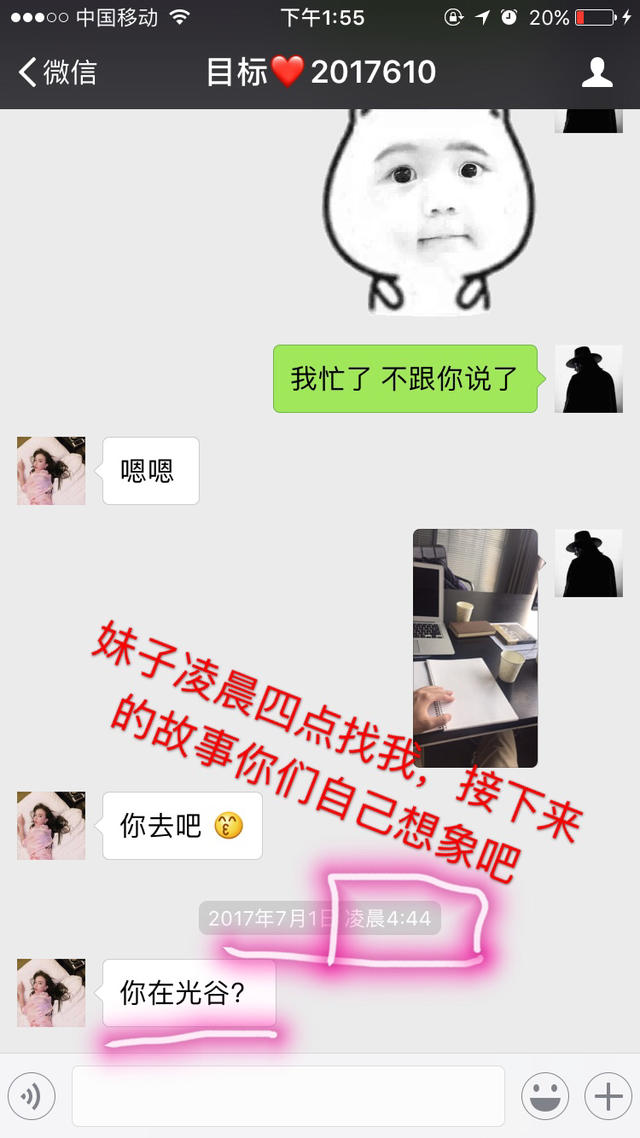 中国移动 下午1:55 20%
微信 目标❤️2017610
我忙了 不跟你说了
嗯嗯
妹子凌晨四点找我，接下来
的故事你们自己想象吧
你去吧 😙
2017年7月1日 凌晨4:44
你在光谷?